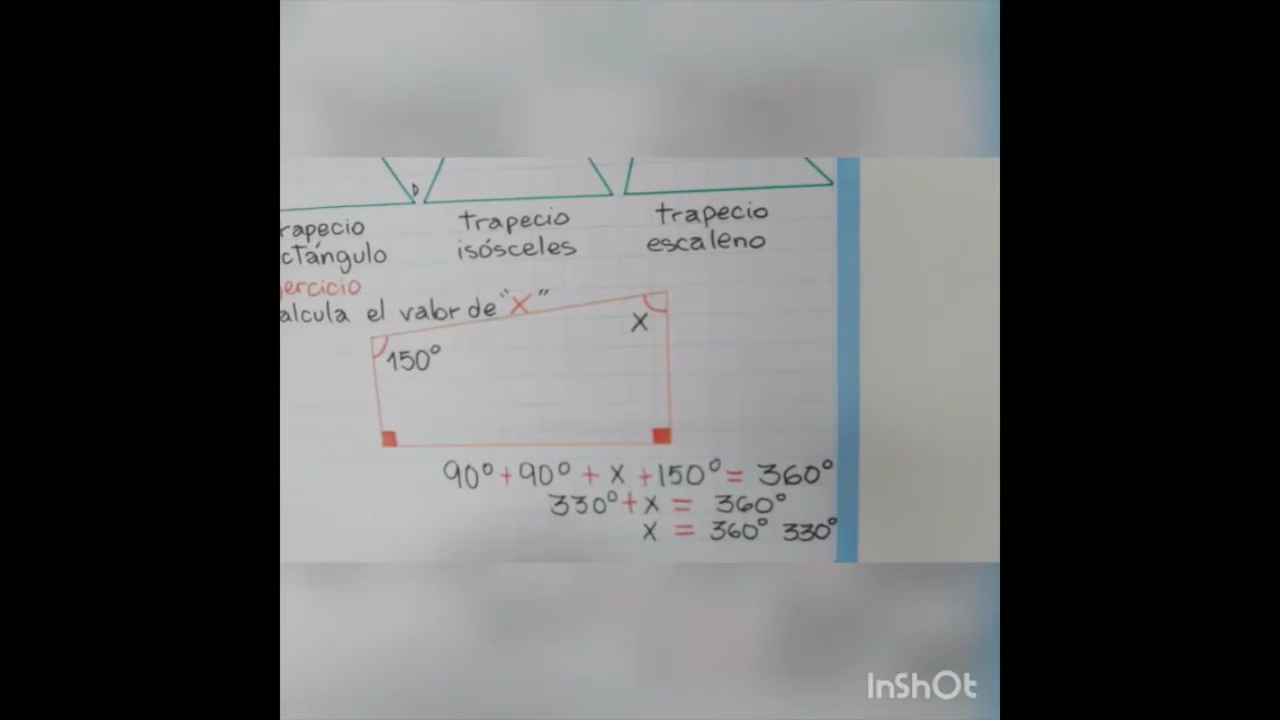 D
rapecio
ctángulo
trapecio
isósceles
trapecio
escaleno
ercicio
alcula el valor de "X"
X
150°
90°+90°+x+150°=360°
330°+x = 360°
x = 360° 330°
InShOt